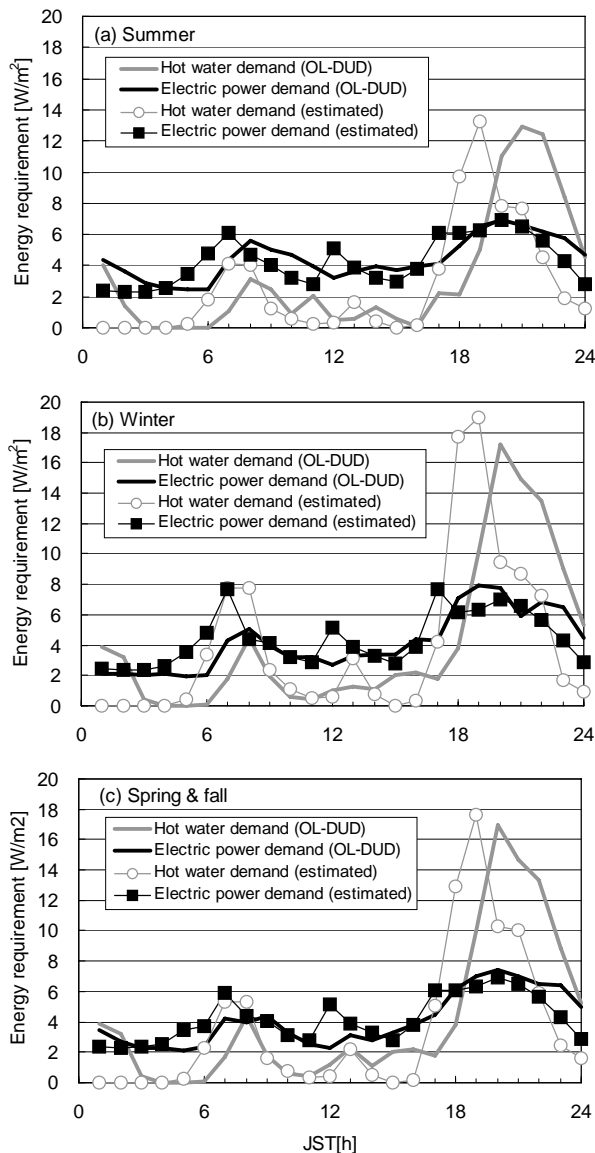 (a) Summer
Hot water demand (OL-DUD)
Electric power demand (OL-DUD)
Hot water demand (estimated)
Electric power demand (estimated)
Energy requirement [W/m²]
20
18
16
14
12
10
8
6
4
2
0
0 6 12 18 24
(b) Winter
Hot water demand (OL-DUD)
Electric power demand (OL-DUD)
Hot water demand (estimated)
Electric power demand (estimated)
Energy requirement [W/m²]
20
18
16
14
12
10
8
6
4
2
0
0 6 12 18 24
(c) Spring & fall
Hot water demand (OL-DUD)
Electric power demand (OL-DUD)
Hot water demand (estimated)
Electric power demand (estimated)
Energy requirement [W/m2]
20
18
16
14
12
10
8
6
4
2
0
0 6 12 18 24
JST[h]